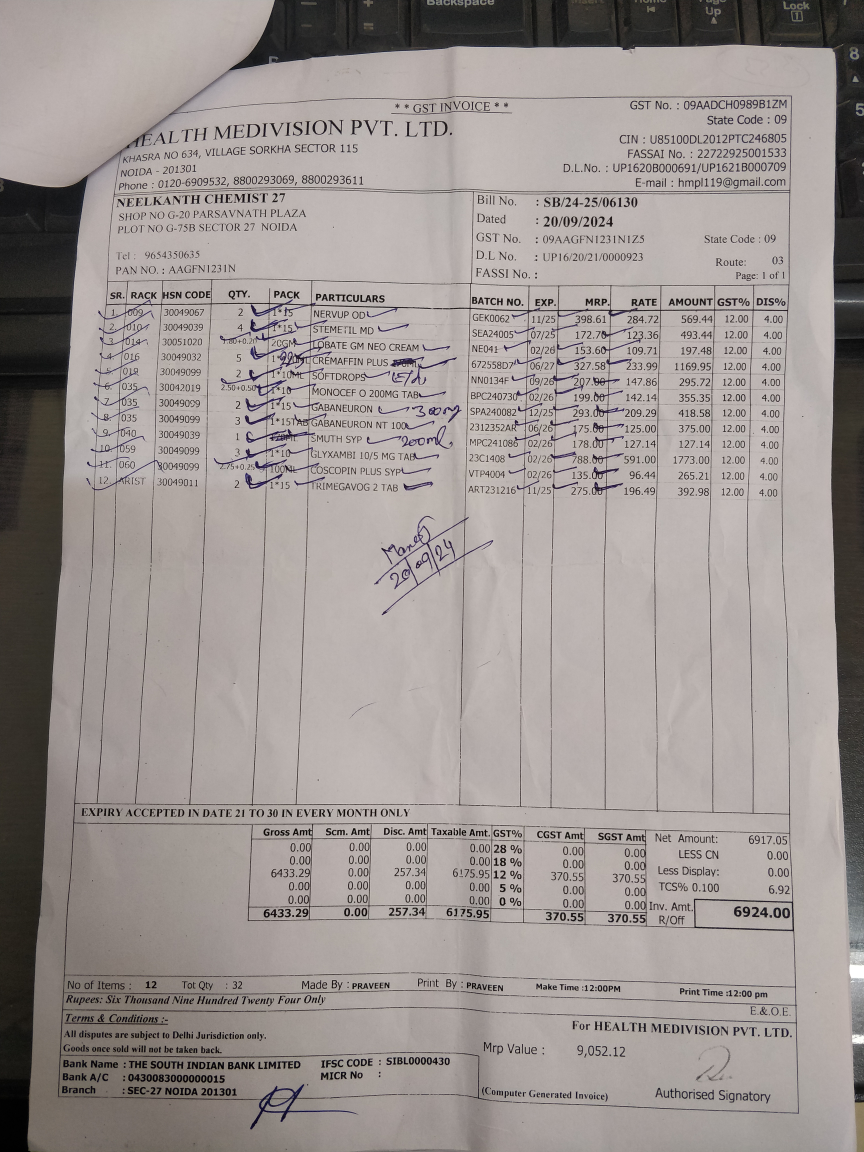 ** GST INVOICE **
GST No. : 09AADCH0989B1ZM
State Code : 09
HEALTH MEDIVISION PVT. LTD.
CIN : U85100DL2012PTC246805
KHASRA NO 634, VILLAGE SORKHA SECTOR 115
FASSAI No. : 22722925001533
NOIDA - 201301
D.L.No. : UP1620B000691/UP1621B000709
Phone : 0120-6909532, 8800293069, 8800293611
E-mail : hmpl119@gmail.com
NEELKANTH CHEMIST 27
SHOP NO G-20 PARSAVNATH PLAZA
PLOT NO G-75B SECTOR 27 NOIDA
Tel : 9654350635
PAN NO. : AAGFN1231N
Bill No. : SB/24-25/06130
Dated : 20/09/2024
GST No. : 09AAGFN1231N1Z5 State Code : 09
D.L No. : UP16/20/21/0000923
Route: 03
FASSI No. :
Page: 1 of 1
SR. RACK HSN CODE QTY. PACK PARTICULARS BATCH NO. EXP. MRP. RATE AMOUNT GST% DIS%
1. 009 30049067 2 1*15 NERVUP OD GEK0062 11/25 398.61 284.72 569.44 12.00 4.00
2. 010 30049039 4 1*15 STEMETIL MD SEA24005 07/25 172.70 123.36 493.44 12.00 4.00
3. 014 30051020 1.80+0.20 20GM LOBATE GM NEO CREAM NE041 02/26 153.60 109.71 197.48 12.00 4.00
4. 016 30049032 5 CREMAFFIN PLUS 672558D7 06/27 327.58 233.99 1169.95 12.00 4.00
5. 019 30049099 2 1*10ML SOFTDROPS E/d NN0134F 09/26 207.00 147.86 295.72 12.00 4.00
6. 035 30042019 2.50+0.50 1*10 MONOCEF O 200MG TAB BPC240730 02/26 199.00 142.14 355.35 12.00 4.00
7. 035 30049099 2 1*15 GABANEURON 300mg SPA240082 12/25 293.00 209.29 418.58 12.00 4.00
8. 035 30049099 3 1*15TAB GABANEURON NT 100 2312352AR 06/26 175.00 125.00 375.00 12.00 4.00
9. 040 30049039 1 SMUTH SYP 200ml MPC241086 02/26 178.00 127.14 127.14 12.00 4.00
10. 059 30049099 3 1*10 GLYXAMBI 10/5 MG TAB 23C1408 02/26 788.00 591.00 1773.00 12.00 4.00
11. 060 30049099 2.75+0.25 100ML COSCOPIN PLUS SYP VTP4004 02/26 135.00 96.44 265.21 12.00 4.00
12. ARIST 30049011 2 1*15 TRIMEGAVOG 2 TAB ART231216 11/25 275.00 196.49 392.98 12.00 4.00
20/09/24
EXPIRY ACCEPTED IN DATE 21 TO 30 IN EVERY MONTH ONLY
Gross Amt Scm. Amt Disc. Amt Taxable Amt. GST% CGST Amt SGST Amt
0.00 0.00 0.00 0.00 28 % 0.00 0.00
0.00 0.00 0.00 0.00 18 % 0.00 0.00
6433.29 0.00 257.34 6175.95 12 % 370.55 370.55
0.00 0.00 0.00 0.00 5 % 0.00 0.00
0.00 0.00 0.00 0.00 0 % 0.00 0.00
6433.29 0.00 257.34 6175.95 370.55 370.55
Net Amount: 6917.05
LESS CN 0.00
Less Display: 0.00
TCS% 0.100 6.92
Inv. Amt. 6924.00
R/Off
No of Items : 12 Tot Qty : 32 Made By : PRAVEEN Print By : PRAVEEN Make Time :12:00PM Print Time :12:00 pm
Rupees: Six Thousand Nine Hundred Twenty Four Only
E.& O.E.
Terms & Conditions :-
All disputes are subject to Delhi Jurisdiction only.
Goods once sold will not be taken back.
For HEALTH MEDIVISION PVT. LTD.
Mrp Value : 9,052.12
Bank Name : THE SOUTH INDIAN BANK LIMITED IFSC CODE : SIBL0000430
Bank A/C : 0430083000000015 MICR No :
Branch : SEC-27 NOIDA 201301
(Computer Generated Invoice)
Authorised Signatory
Backspace
Home
Page
Up
Lock
8
5